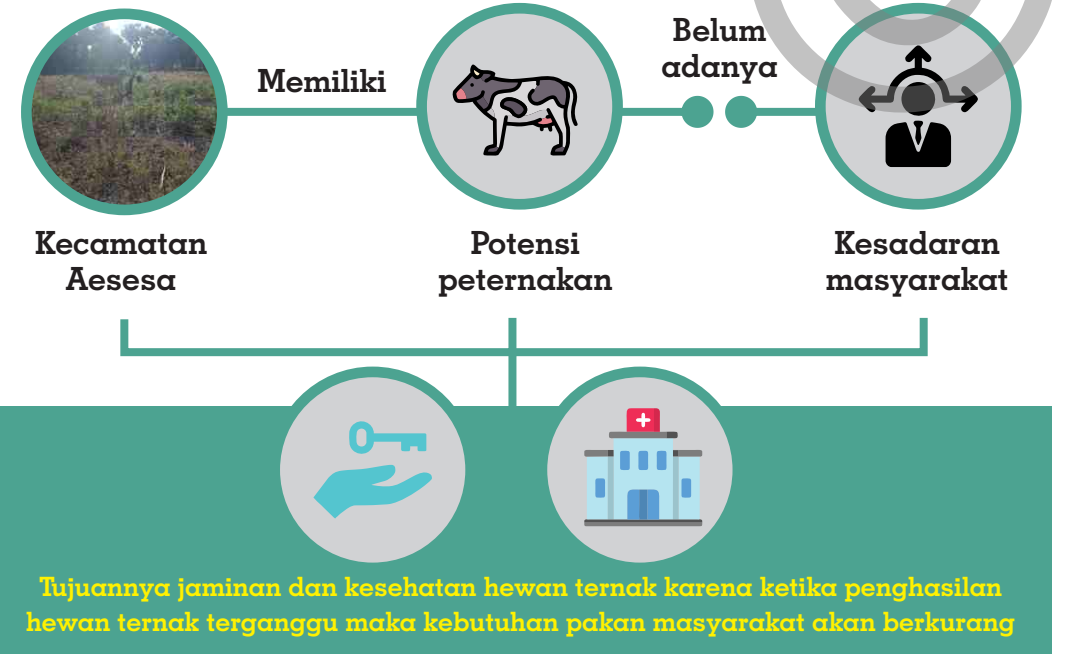 Memiliki
Belum
adanya
Kecamatan
Aesesa
Potensi
peternakan
Kesadaran
masyarakat
Tujuannya jaminan dan kesehatan hewan ternak karena ketika penghasilan
hewan ternak terganggu maka kebutuhan pakan masyarakat akan berkurang